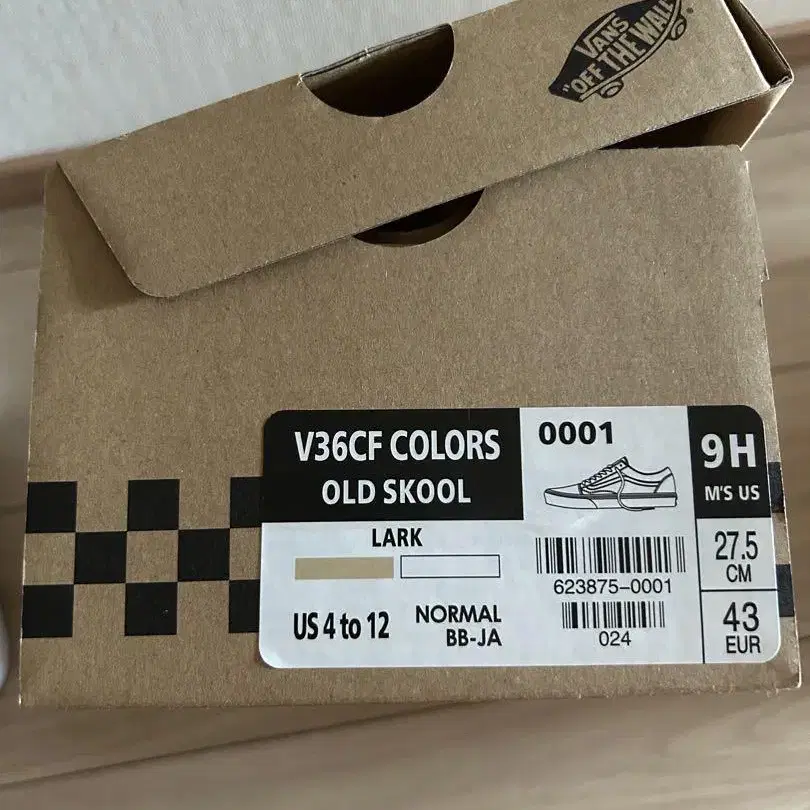 VANS
"OFF THE WALL"
V36CF COLORS
OLD SKOOL
LARK
US 4 to 12
NORMAL
BB-JA
0001
623875-0001
024
9H
M'S US
27.5
CM
43
EUR